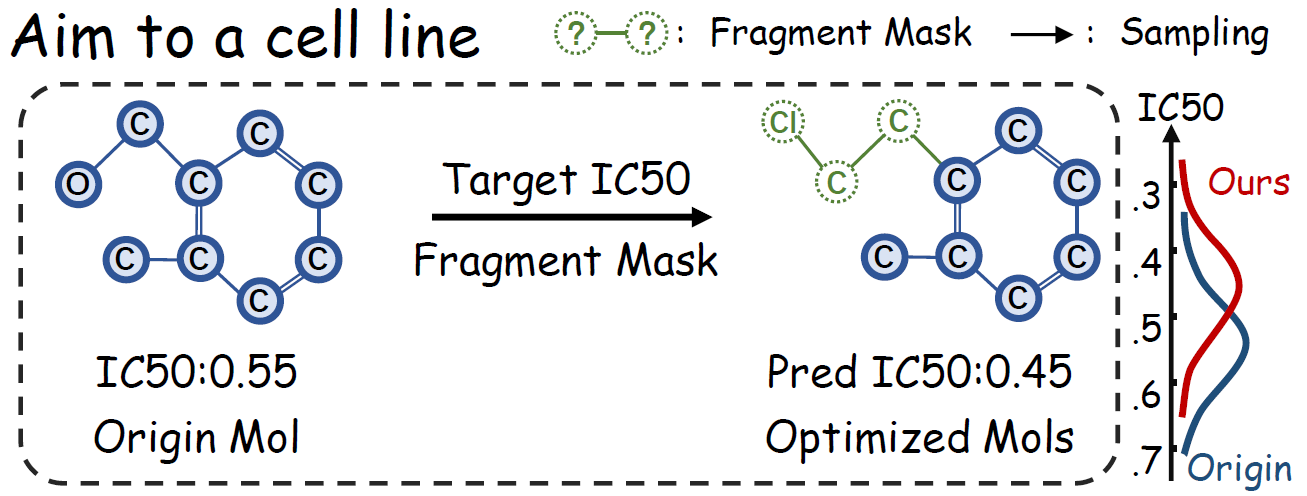 Aim to a cell line
? ? : Fragment Mask → : Sampling
C C O C C C C C C
Target IC50
Fragment Mask
Cl C C C C C C C C C
IC50:0.55
Origin Mol
Pred IC50:0.45
Optimized Mols
IC50
.3
.4
.5
.6
.7
Ours
Origin